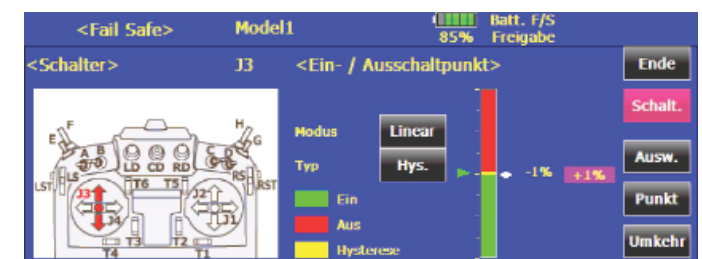 <Fail Safe> Model1 85% Batt. F/S Freigabe
<Schalter> J3 <Ein- / Ausschaltpunkt> Ende
Schalt.
Modus Linear
Typ Hys. -1% +1% Ausw.
Ein Punkt
Aus
Hysterese Umkehr
F E A B LD CD RD C D H G
LST LS T6 T5 RS RST
J3 J4 J2 J1
T4 T3 T2 T1